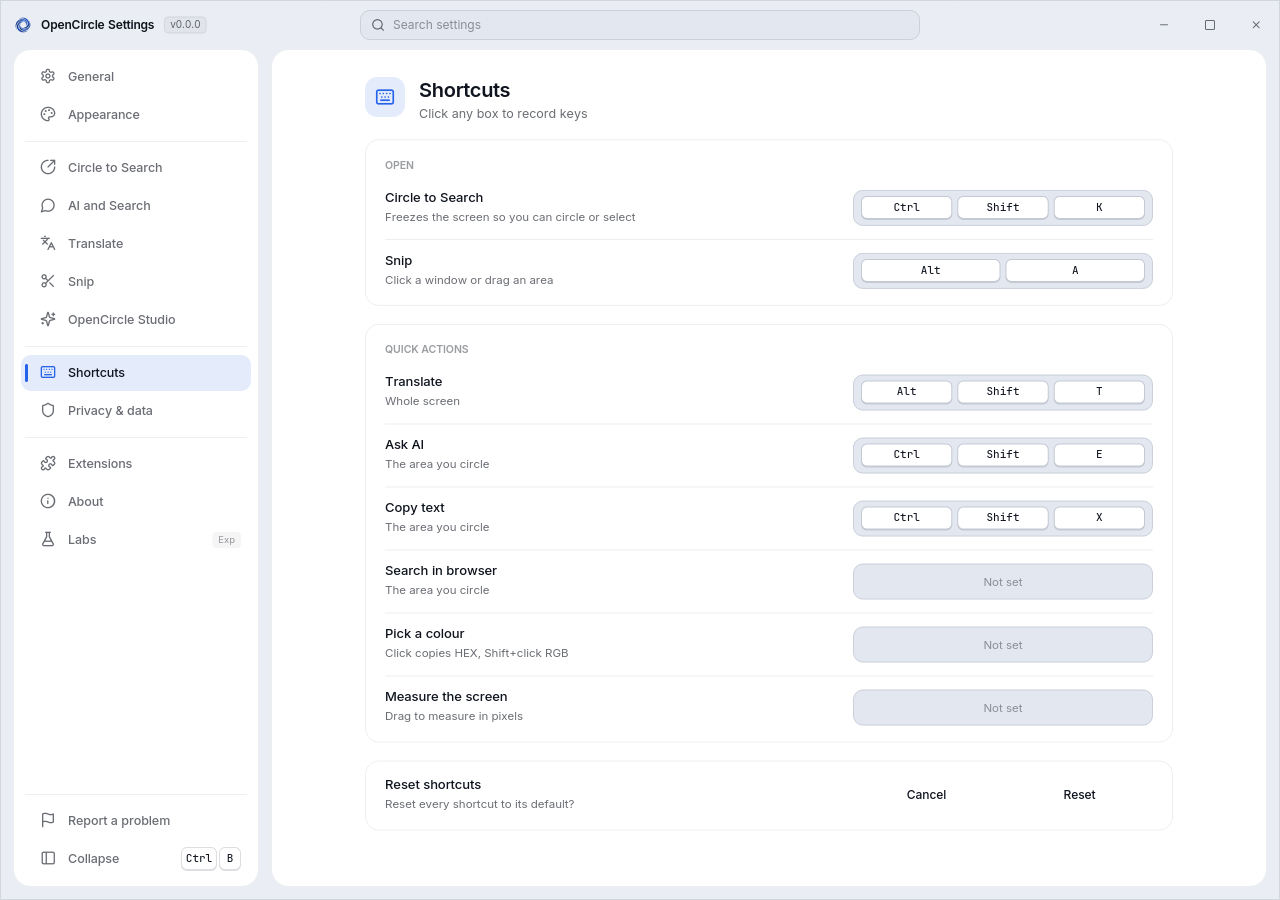 OpenCircle Settings v0.0.0
Search settings
General
Appearance
Circle to Search
AI and Search
Translate
Snip
OpenCircle Studio
Shortcuts
Privacy & data
Extensions
About
Labs Exp
Report a problem
Collapse Ctrl B
Shortcuts
Click any box to record keys
OPEN
Circle to Search
Freezes the screen so you can circle or select
Ctrl Shift K
Snip
Click a window or drag an area
Alt A
QUICK ACTIONS
Translate
Whole screen
Alt Shift T
Ask AI
The area you circle
Ctrl Shift E
Copy text
The area you circle
Ctrl Shift X
Search in browser
The area you circle
Not set
Pick a colour
Click copies HEX, Shift+click RGB
Not set
Measure the screen
Drag to measure in pixels
Not set
Reset shortcuts
Reset every shortcut to its default?
Cancel Reset